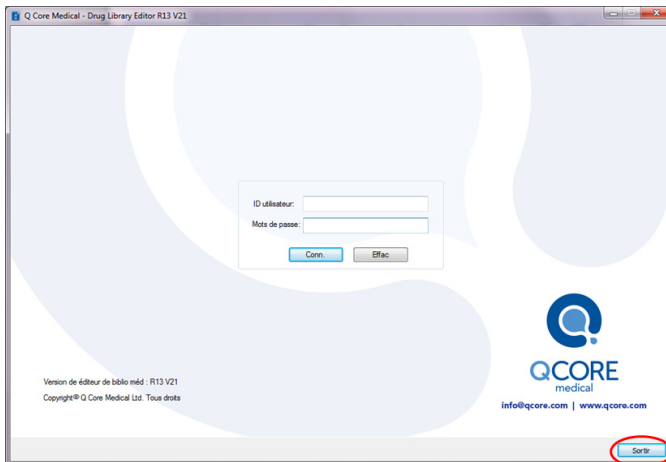 Q Core Medical - Drug Library Editor R13 V21
ID utilisateur:
Mots de passe:
Conn.
Effac
QCORE
medical
Version de éditeur de biblio méd : R13 V21
Copyright® Q Core Medical Ltd. Tous droits
info@qcore.com | www.qcore.com
Sortir